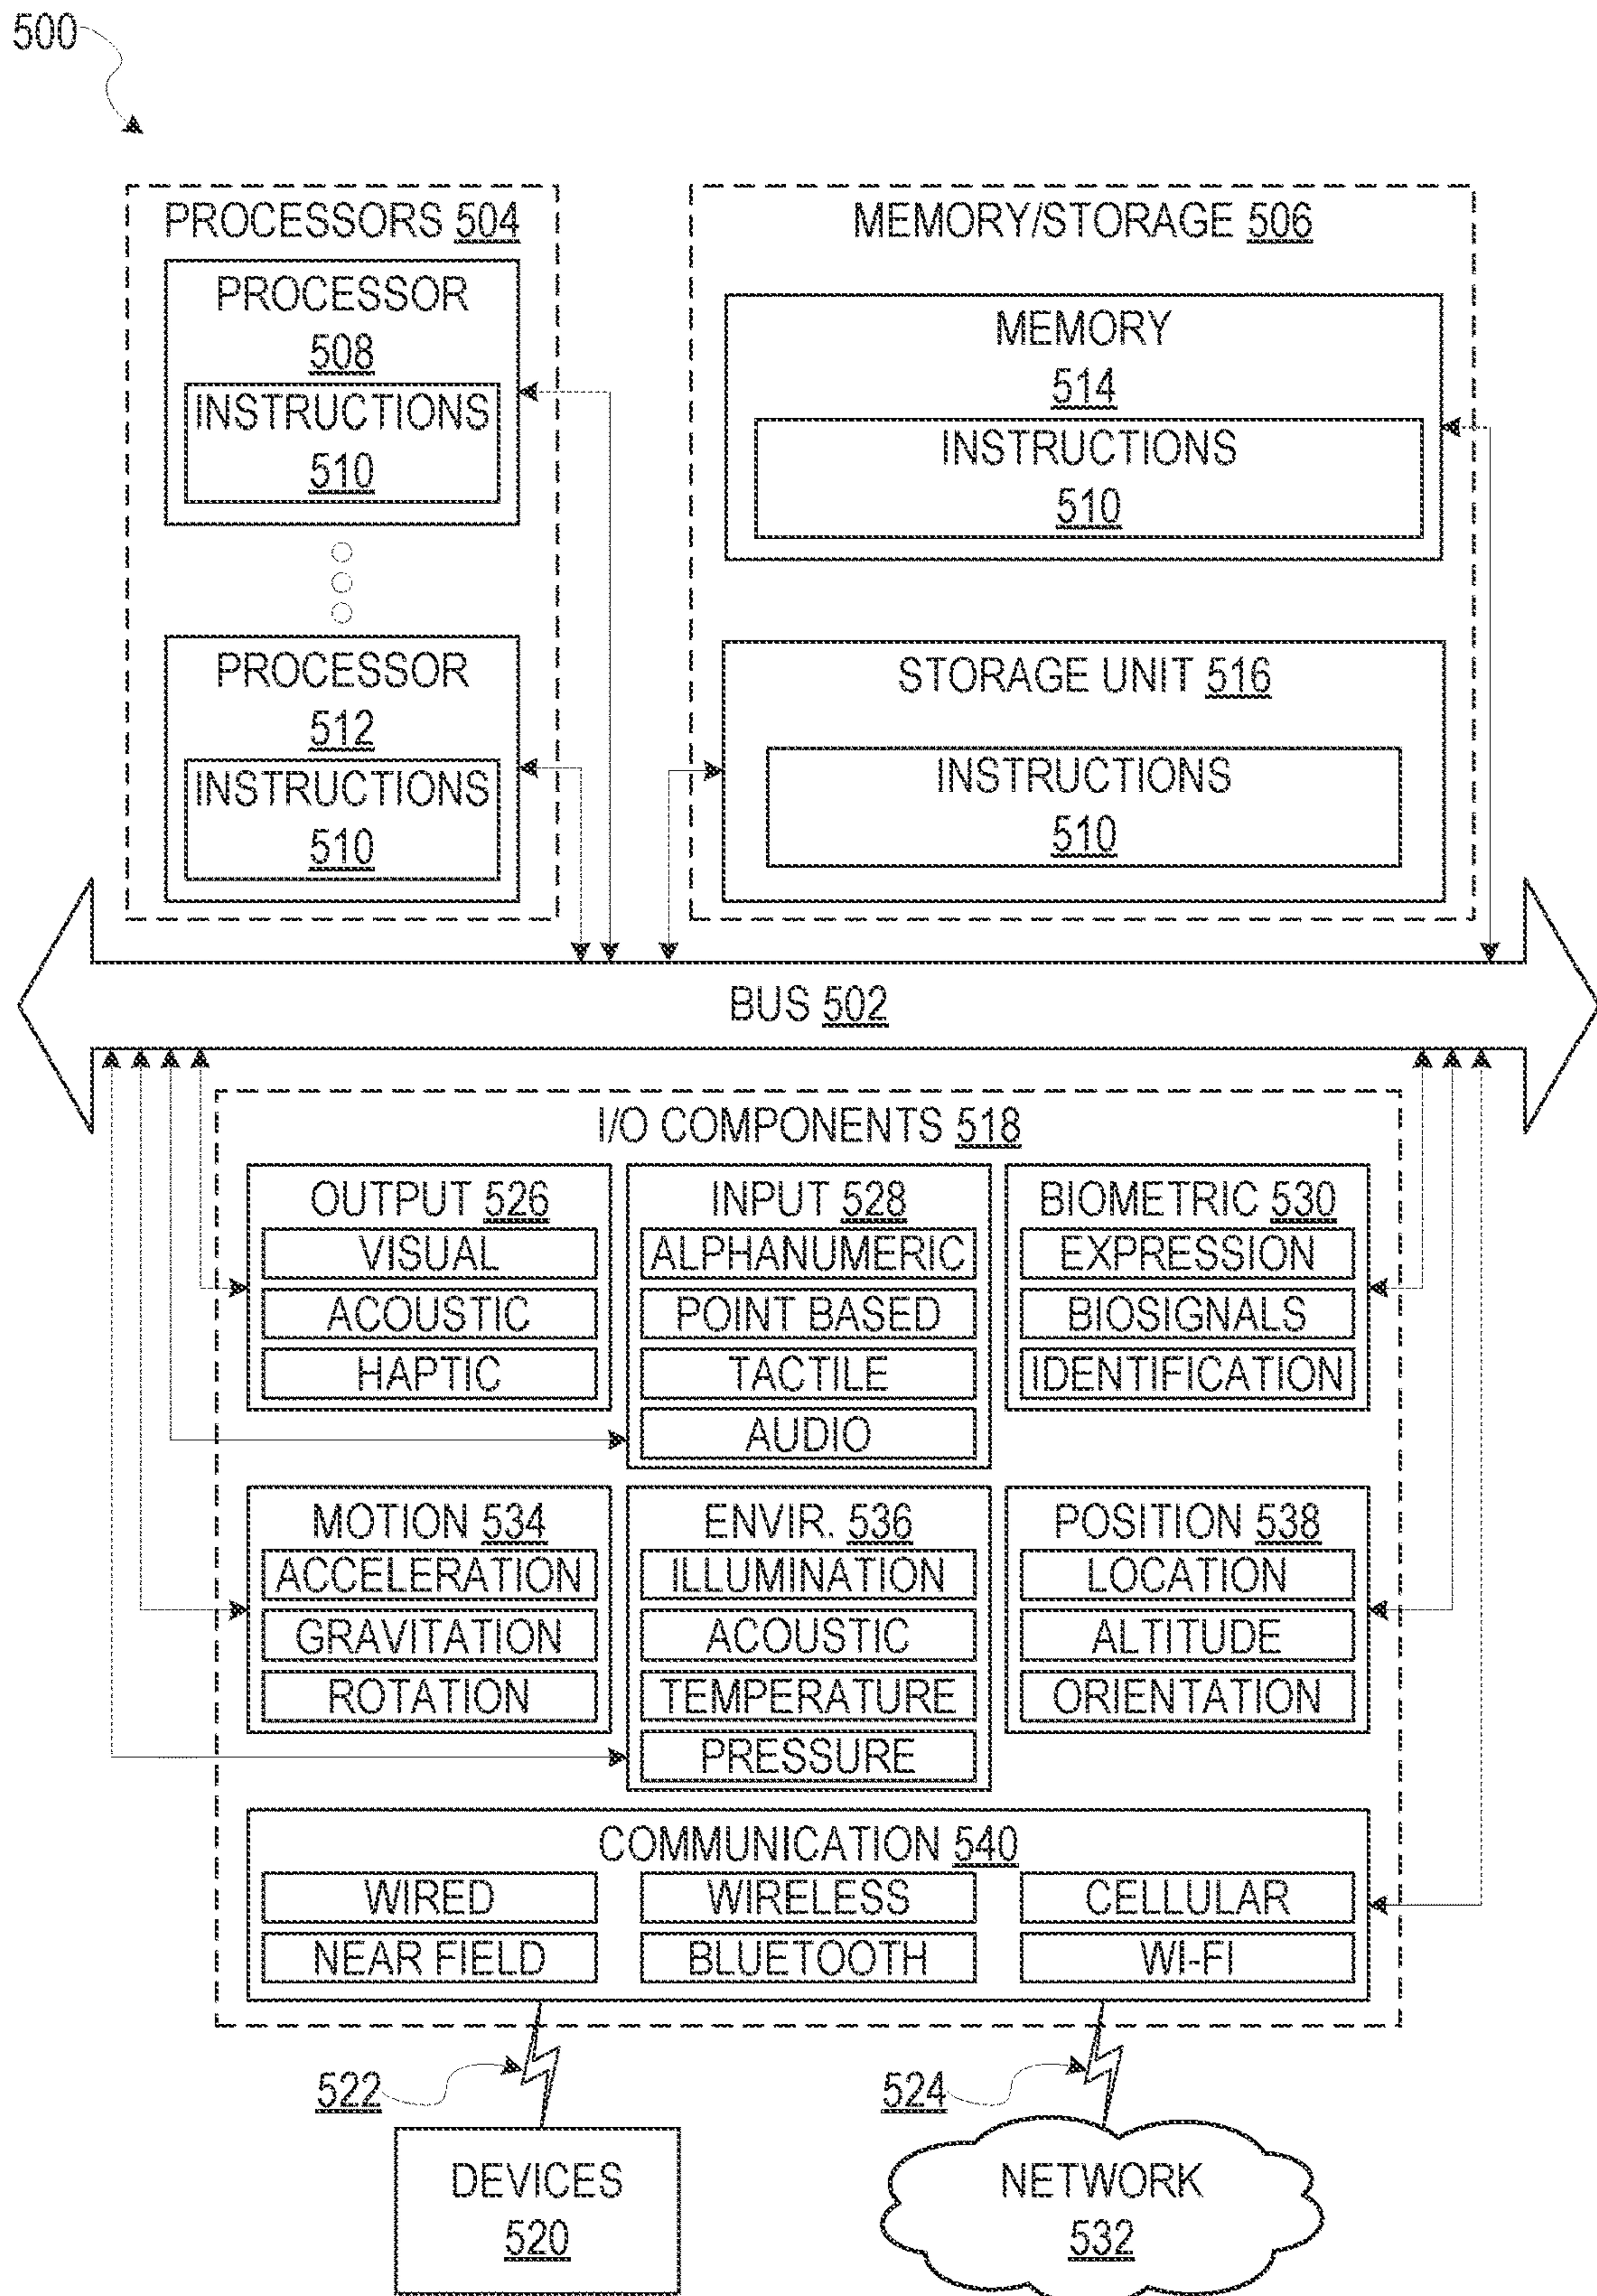 500
PROCESSORS 504
PROCESSOR
508
INSTRUCTIONS
510
PROCESSOR
512
INSTRUCTIONS
510
MEMORY/STORAGE 506
MEMORY
514
INSTRUCTIONS
510
STORAGE UNIT 516
INSTRUCTIONS
510
BUS 502
I/O COMPONENTS 518
OUTPUT 526
VISUAL
ACOUSTIC
HAPTIC
INPUT 528
ALPHANUMERIC
POINT BASED
TACTILE
AUDIO
BIOMETRIC 530
EXPRESSION
BIOSIGNALS
IDENTIFICATION
MOTION 534
ACCELERATION
GRAVITATION
ROTATION
ENVIR. 536
ILLUMINATION
ACOUSTIC
TEMPERATURE
PRESSURE
POSITION 538
LOCATION
ALTITUDE
ORIENTATION
COMMUNICATION 540
WIRED
WIRELESS
CELLULAR
NEAR FIELD
BLUETOOTH
WI-FI
522
524
DEVICES
520
NETWORK
532